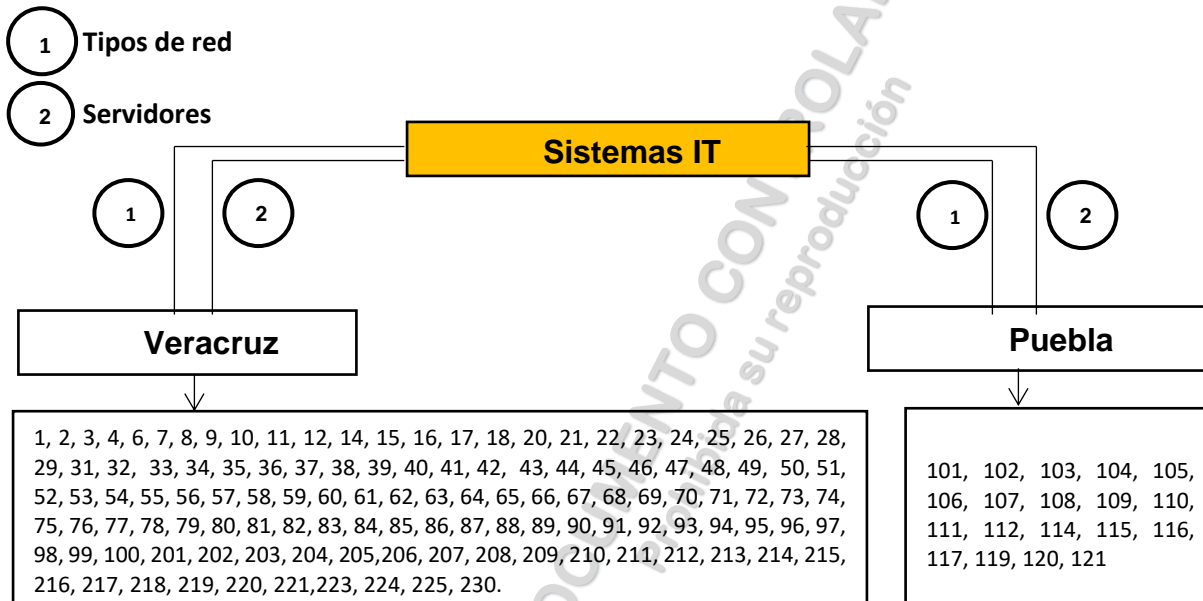 1 Tipos de red
2 Servidores
Sistemas IT
1 2 1 2
Veracruz
Puebla
1, 2, 3, 4, 6, 7, 8, 9, 10, 11, 12, 14, 15, 16, 17, 18, 20, 21, 22, 23, 24, 25, 26, 27, 28,
29, 31, 32, 33, 34, 35, 36, 37, 38, 39, 40, 41, 42, 43, 44, 45, 46, 47, 48, 49, 50, 51,
52, 53, 54, 55, 56, 57, 58, 59, 60, 61, 62, 63, 64, 65, 66, 67, 68, 69, 70, 71, 72, 73, 74,
75, 76, 77, 78, 79, 80, 81, 82, 83, 84, 85, 86, 87, 88, 89, 90, 91, 92, 93, 94, 95, 96, 97,
98, 99, 100, 201, 202, 203, 204, 205,206, 207, 208, 209, 210, 211, 212, 213, 214, 215,
216, 217, 218, 219, 220, 221,223, 224, 225, 230.
101, 102, 103, 104, 105,
106, 107, 108, 109, 110,
111, 112, 114, 115, 116,
117, 119, 120, 121
OCUMENTO CONTROLA
Prohibida su reproducción